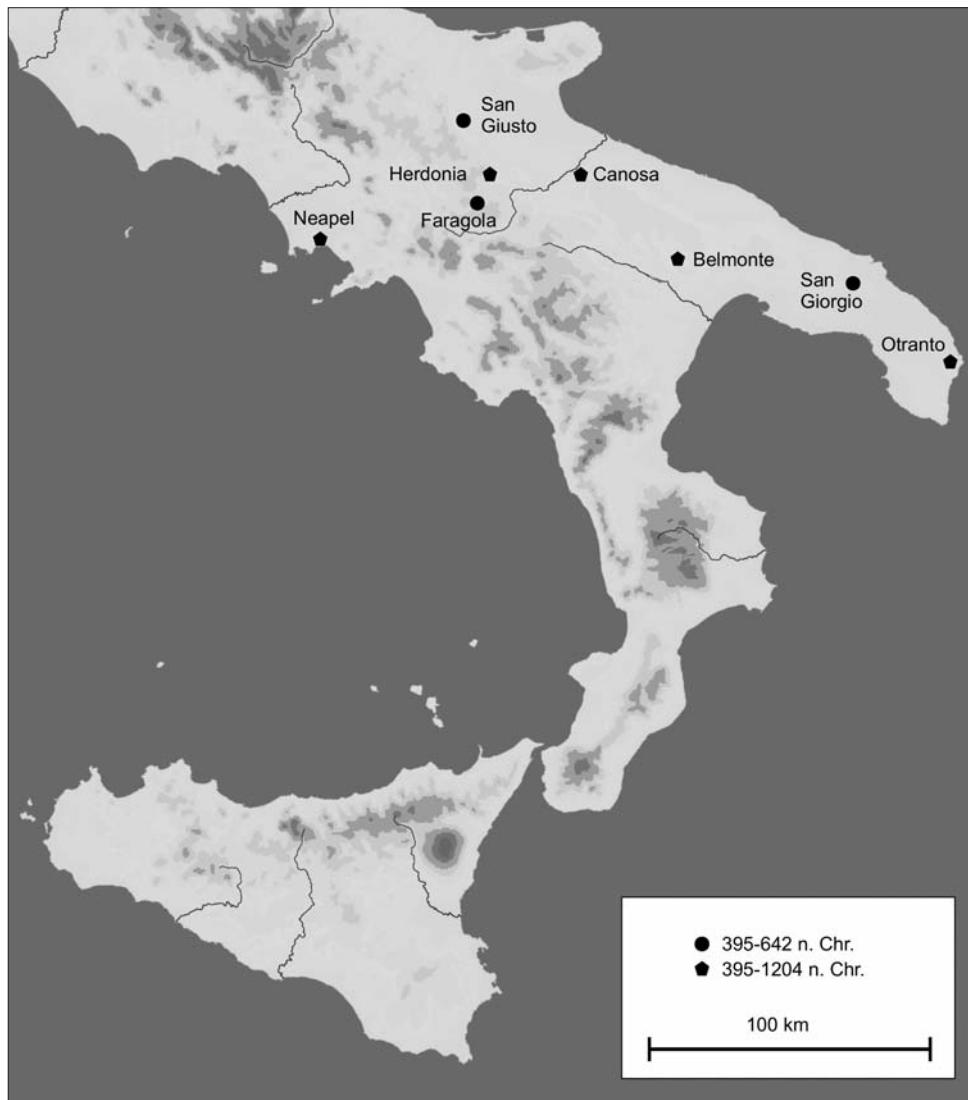 San
Giusto
Herdonia
Canosa
Faragola
Neapel
Belmonte
San
Giorgio
Otranto
395-642 n. Chr.
395-1204 n. Chr.
100 km